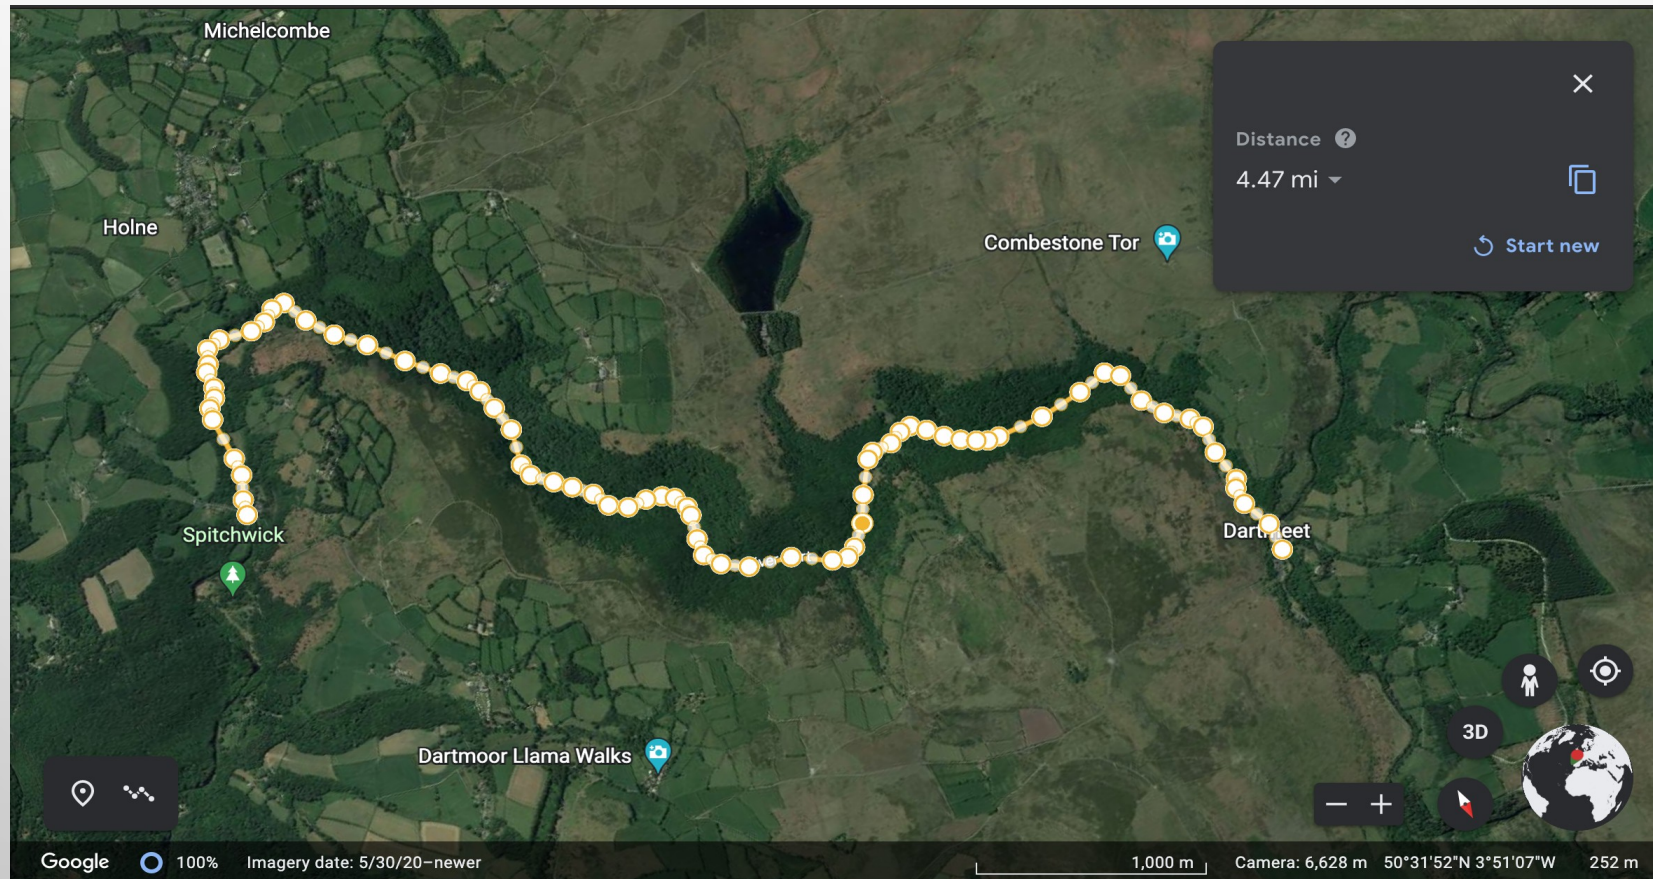 Michelcombe
Distance ?
4.47 mi
Holne
Combestone Tor
Start new
Spitchwick
Dartmeet
Dartmoor Llama Walks
3D
Google
100%
Imagery date: 5/30/20–newer
1,000 m
Camera: 6,628 m
50°31'52"N 3°51'07"W
252 m